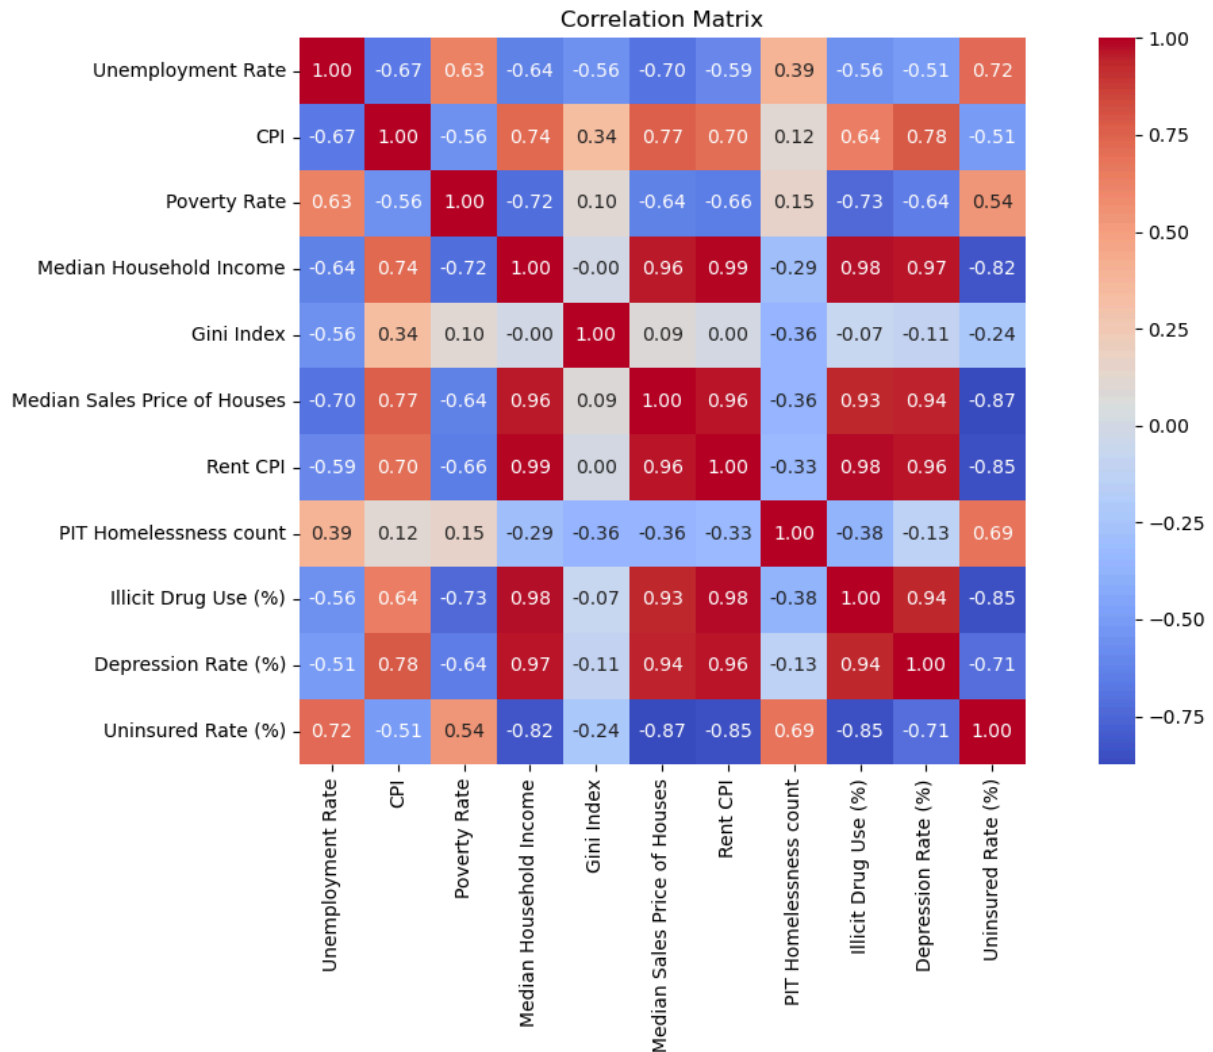 Correlation Matrix
Unemployment Rate 1.00 -0.67 0.63 -0.64 -0.56 -0.70 -0.59 0.39 -0.56 -0.51 0.72
CPI -0.67 1.00 -0.56 0.74 0.34 0.77 0.70 0.12 0.64 0.78 -0.51
Poverty Rate 0.63 -0.56 1.00 -0.72 0.10 -0.64 -0.66 0.15 -0.73 -0.64 0.54
Median Household Income -0.64 0.74 -0.72 1.00 -0.00 0.96 0.99 -0.29 0.98 0.97 -0.82
Gini Index -0.56 0.34 0.10 -0.00 1.00 0.09 0.00 -0.36 -0.07 -0.11 -0.24
Median Sales Price of Houses -0.70 0.77 -0.64 0.96 0.09 1.00 0.96 -0.36 0.93 0.94 -0.87
Rent CPI -0.59 0.70 -0.66 0.99 0.00 0.96 1.00 -0.33 0.98 0.96 -0.85
PIT Homelessness count 0.39 0.12 0.15 -0.29 -0.36 -0.36 -0.33 1.00 -0.38 -0.13 0.69
Illicit Drug Use (%) -0.56 0.64 -0.73 0.98 -0.07 0.93 0.98 -0.38 1.00 0.94 -0.85
Depression Rate (%) -0.51 0.78 -0.64 0.97 -0.11 0.94 0.96 -0.13 0.94 1.00 -0.71
Uninsured Rate (%) 0.72 -0.51 0.54 -0.82 -0.24 -0.87 -0.85 0.69 -0.85 -0.71 1.00
Unemployment Rate
CPI
Poverty Rate
Median Household Income
Gini Index
Median Sales Price of Houses
Rent CPI
PIT Homelessness count
Illicit Drug Use (%)
Depression Rate (%)
Uninsured Rate (%)
1.00
0.75
0.50
0.25
0.00
−0.25
−0.50
−0.75